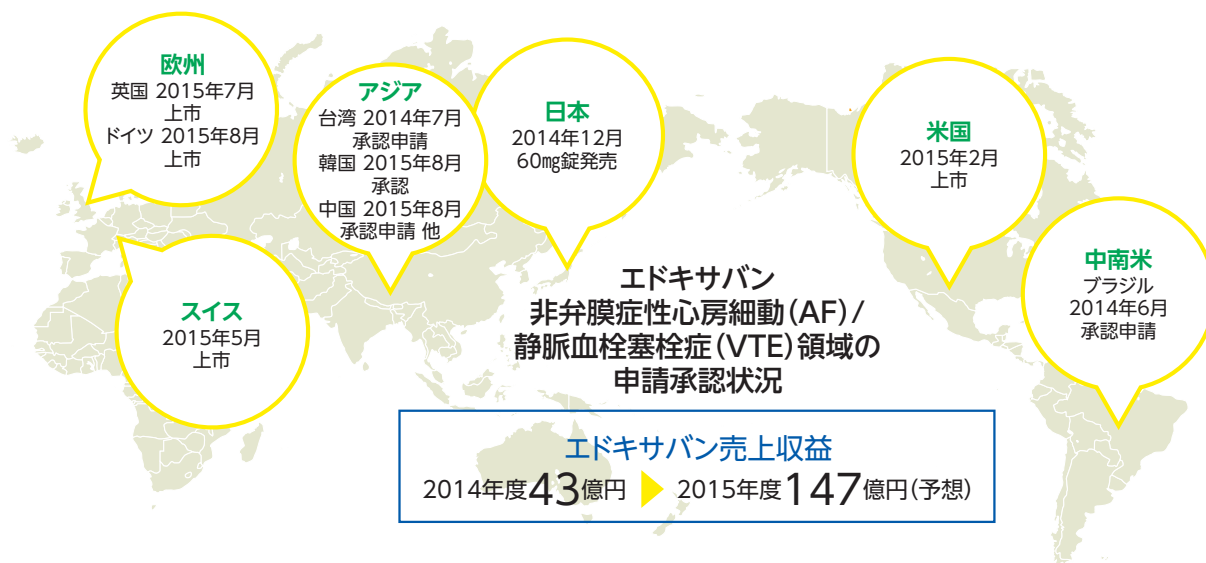 欧州
英国 2015年7月
上市
ドイツ 2015年8月
上市
アジア
台湾 2014年7月
承認申請
韓国 2015年8月
承認
中国 2015年8月
承認申請 他
日本
2014年12月
60㎎錠発売
米国
2015年2月
上市
中南米
ブラジル
2014年6月
承認申請
スイス
2015年5月
上市
エドキサバン
非弁膜症性心房細動(AF)/
静脈血栓塞栓症(VTE)領域の
申請承認状況
エドキサバン売上収益
2014年度43億円 2015年度147億円(予想)